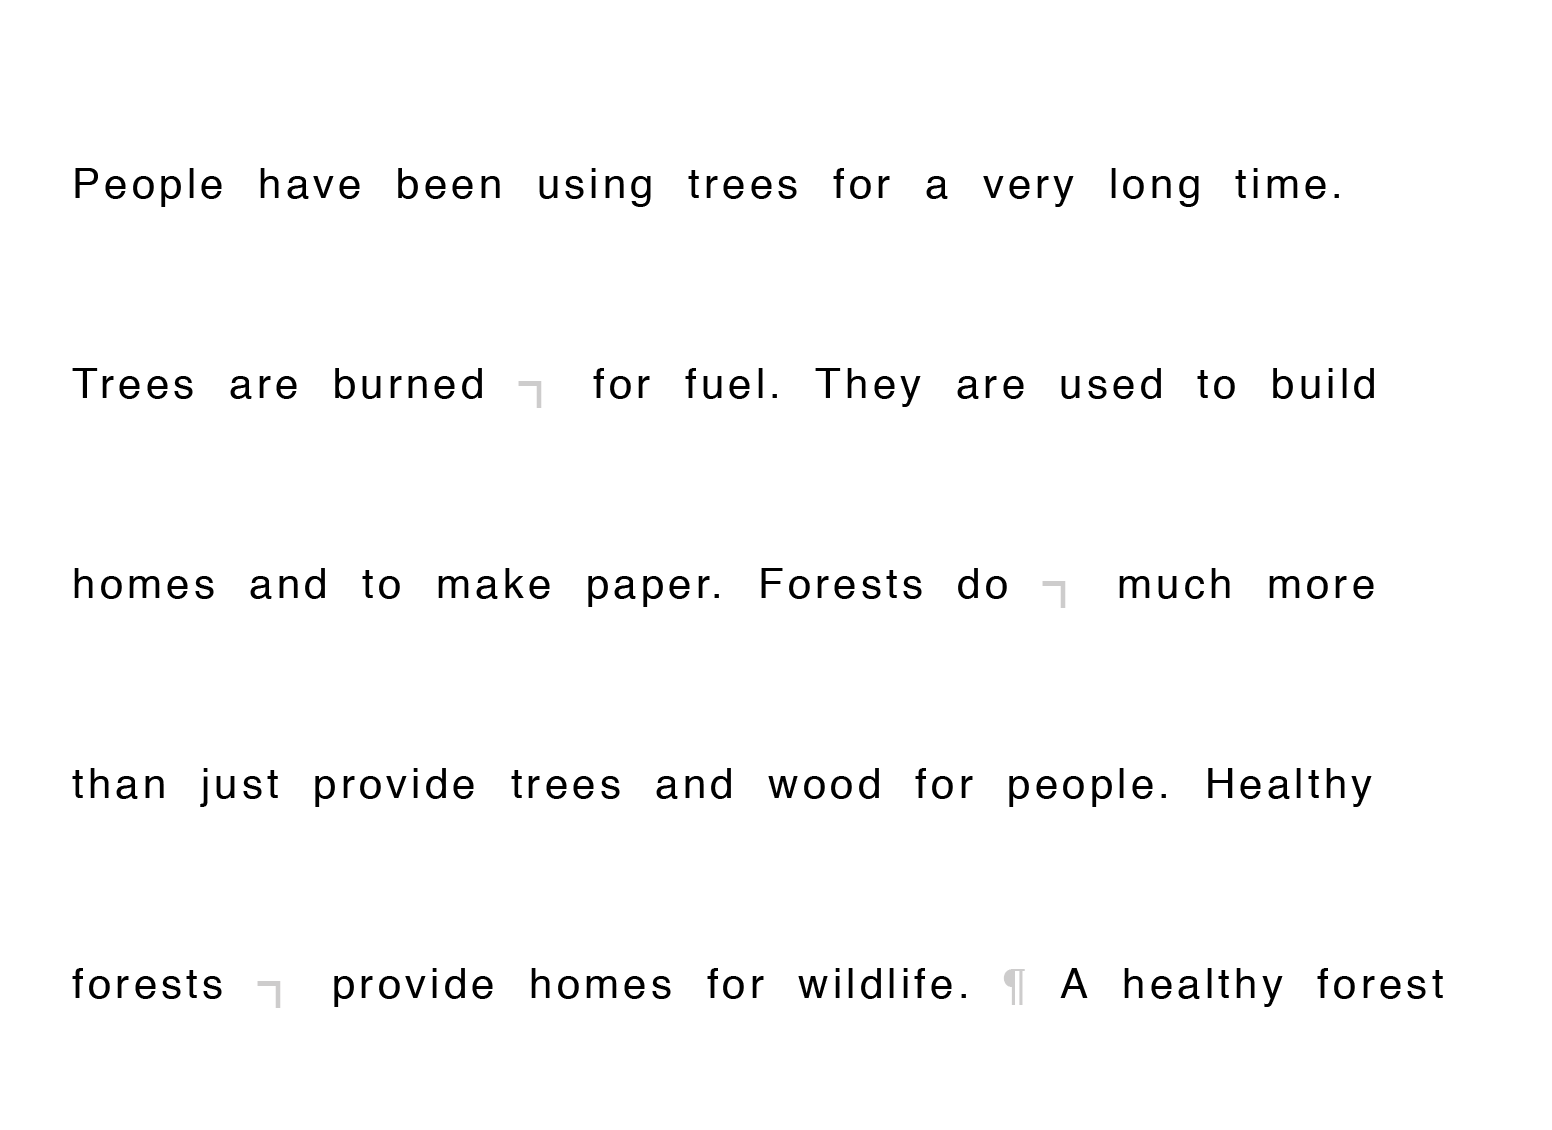 People have been using trees for a very long time.
Trees are burned ¬ for fuel. They are used to build
homes and to make paper. Forests do ¬ much more
than just provide trees and wood for people. Healthy
forests ¬ provide homes for wildlife. ¶ A healthy forest